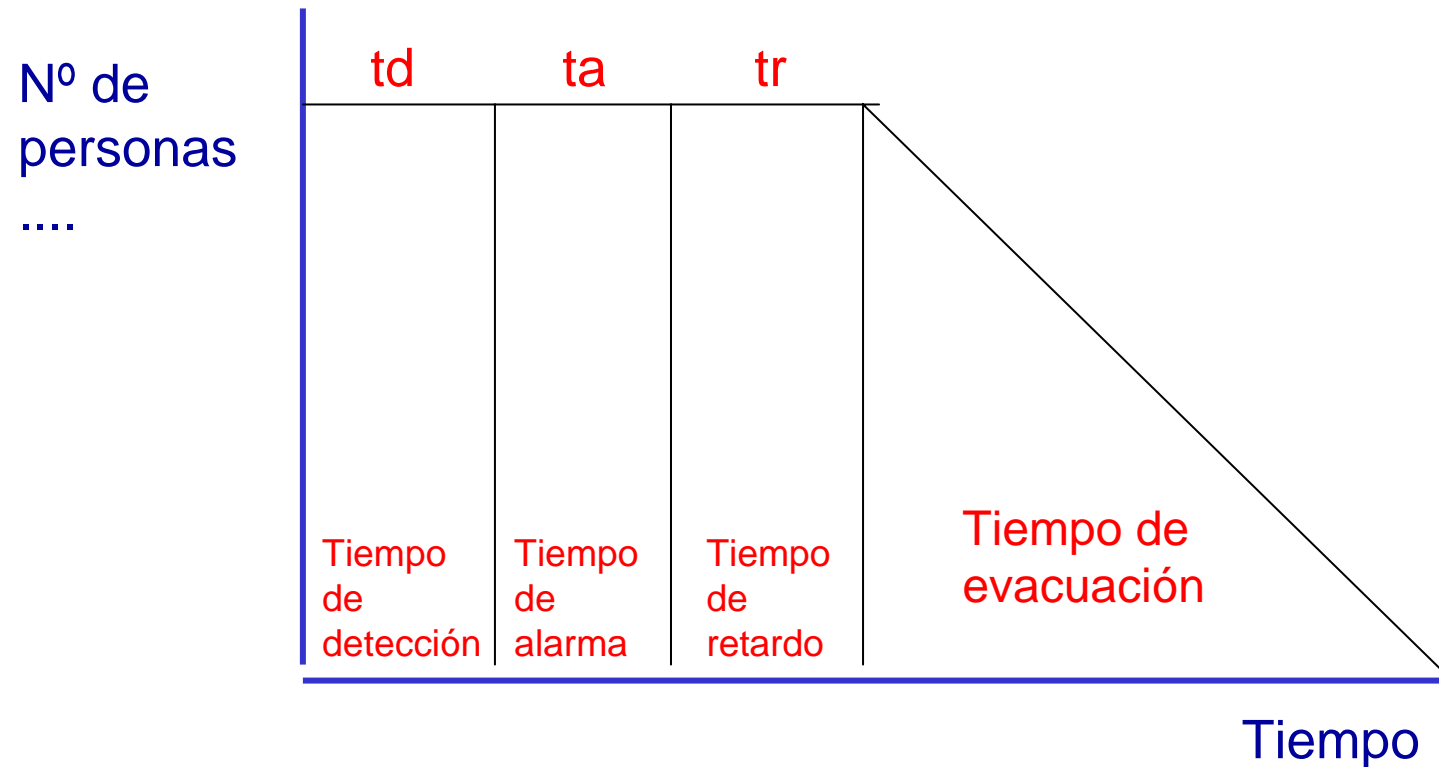 Nº de
personas
....
td
ta
tr
Tiempo
de
detección
Tiempo
de
alarma
Tiempo
de
retardo
Tiempo de
evacuación
Tiempo